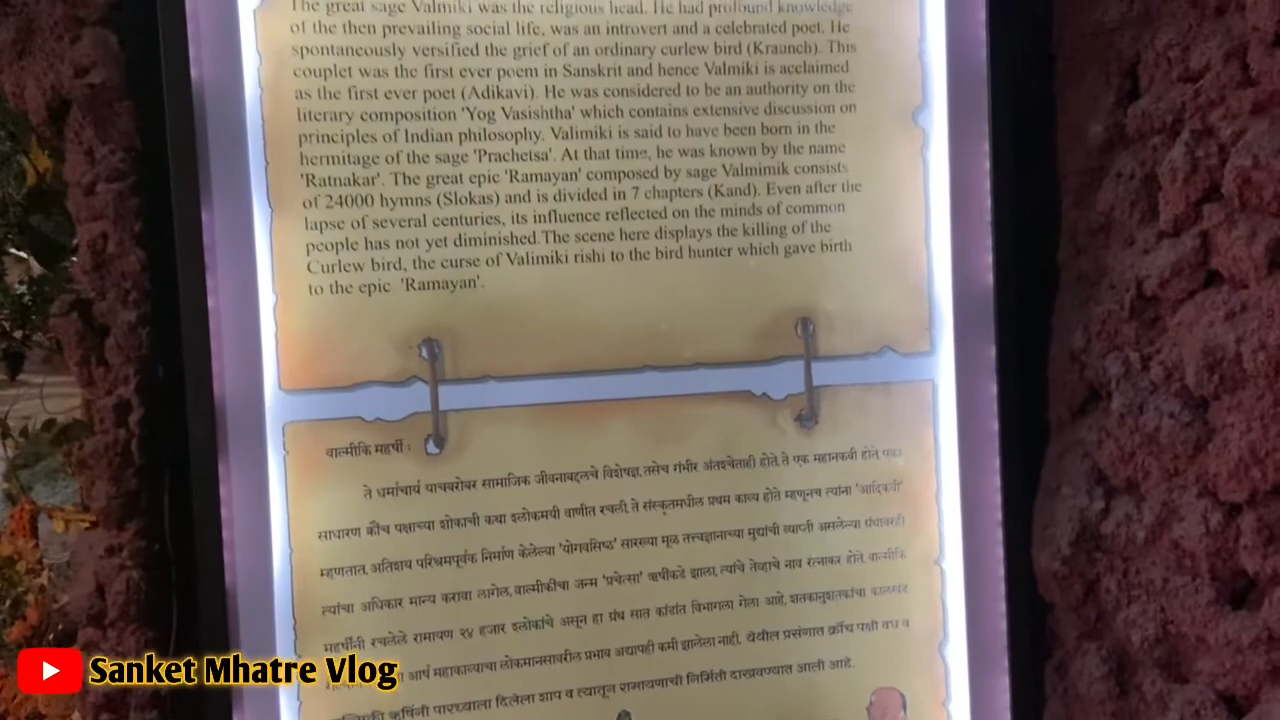 The great sage Valmiki was the religious head. He had profound knowledge
of the then prevailing social life, was an introvert and a celebrated poet. He
spontaneously versified the grief of an ordinary curlew bird (Kraunch). This
couplet was the first ever poem in Sanskrit and hence Valmiki is acclaimed
as the first ever poet (Adikavi). He was considered to be an authority on the
literary composition 'Yog Vasishtha' which contains extensive discussion on
principles of Indian philosophy. Valimiki is said to have been born in the
hermitage of the sage 'Prachetsa'. At that time, he was known by the name
'Ratnakar'. The great epic 'Ramayan' composed by sage Valmimik consists
of 24000 hymns (Slokas) and is divided in 7 chapters (Kand). Even after the
lapse of several centuries, its influence reflected on the minds of common
people has not yet diminished.The scene here displays the killing of the
Curlew bird, the curse of Valimiki rishi to the bird hunter which gave birth
to the epic 'Ramayan'.
वाल्मीकि महर्षी :
ते धर्माचार्य याचबरोबर सामाजिक जीवनाबद्दलचे विशेषज्ञ, तसेच गंभीर अंतश्चेताही होते. ते एक महानकवी होते. एका
साधारण क्रौंच पक्षाच्या शोकाची कथा श्लोकमयी वाणीत रचली. ते संस्कृतमधील प्रथम काव्य होते म्हणूनच त्यांना 'आदिकवी'
म्हणतात. अतिशय परिश्रमपूर्वक निर्माण केलेल्या 'योगवसिष्ठ' सारख्या मूळ तत्त्वज्ञानाच्या मुद्यांची व्याप्ती असलेल्या ग्रंथावरही
त्यांचा अधिकार मान्य करावा लागेल. वाल्मीकींचा जन्म 'प्रचेत्सा' ऋषींकडे झाला, त्यांचे तेव्हाचे नाव रत्नाकर होते. वाल्मीकि
महर्षींनी रचलेले रामायण २४ हजार श्लोकांचे असून हा ग्रंथ सात कांडांत विभागला गेला आहे, शतकानुशतकांचा कालखंड
आर्ष महाकाव्याचा लोकमानसावरील प्रभाव अद्यापही कमी झालेला नाही. येथील प्रसंगात क्रौंच पक्षी वध व
ऋषिंनी पारध्याला दिलेला शाप व त्यातून रामायणाची निर्मिती दाखवण्यात आली आहे.
Sanket Mhatre Vlog